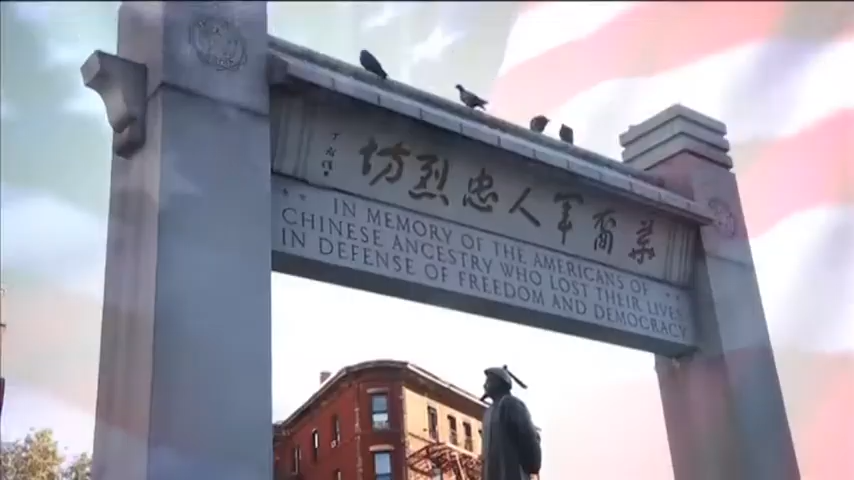 華裔軍人忠烈坊
IN MEMORY OF THE AMERICANS OF
CHINESE ANCESTRY WHO LOST THEIR LIVES
IN DEFENSE OF FREEDOM AND DEMOCRACY